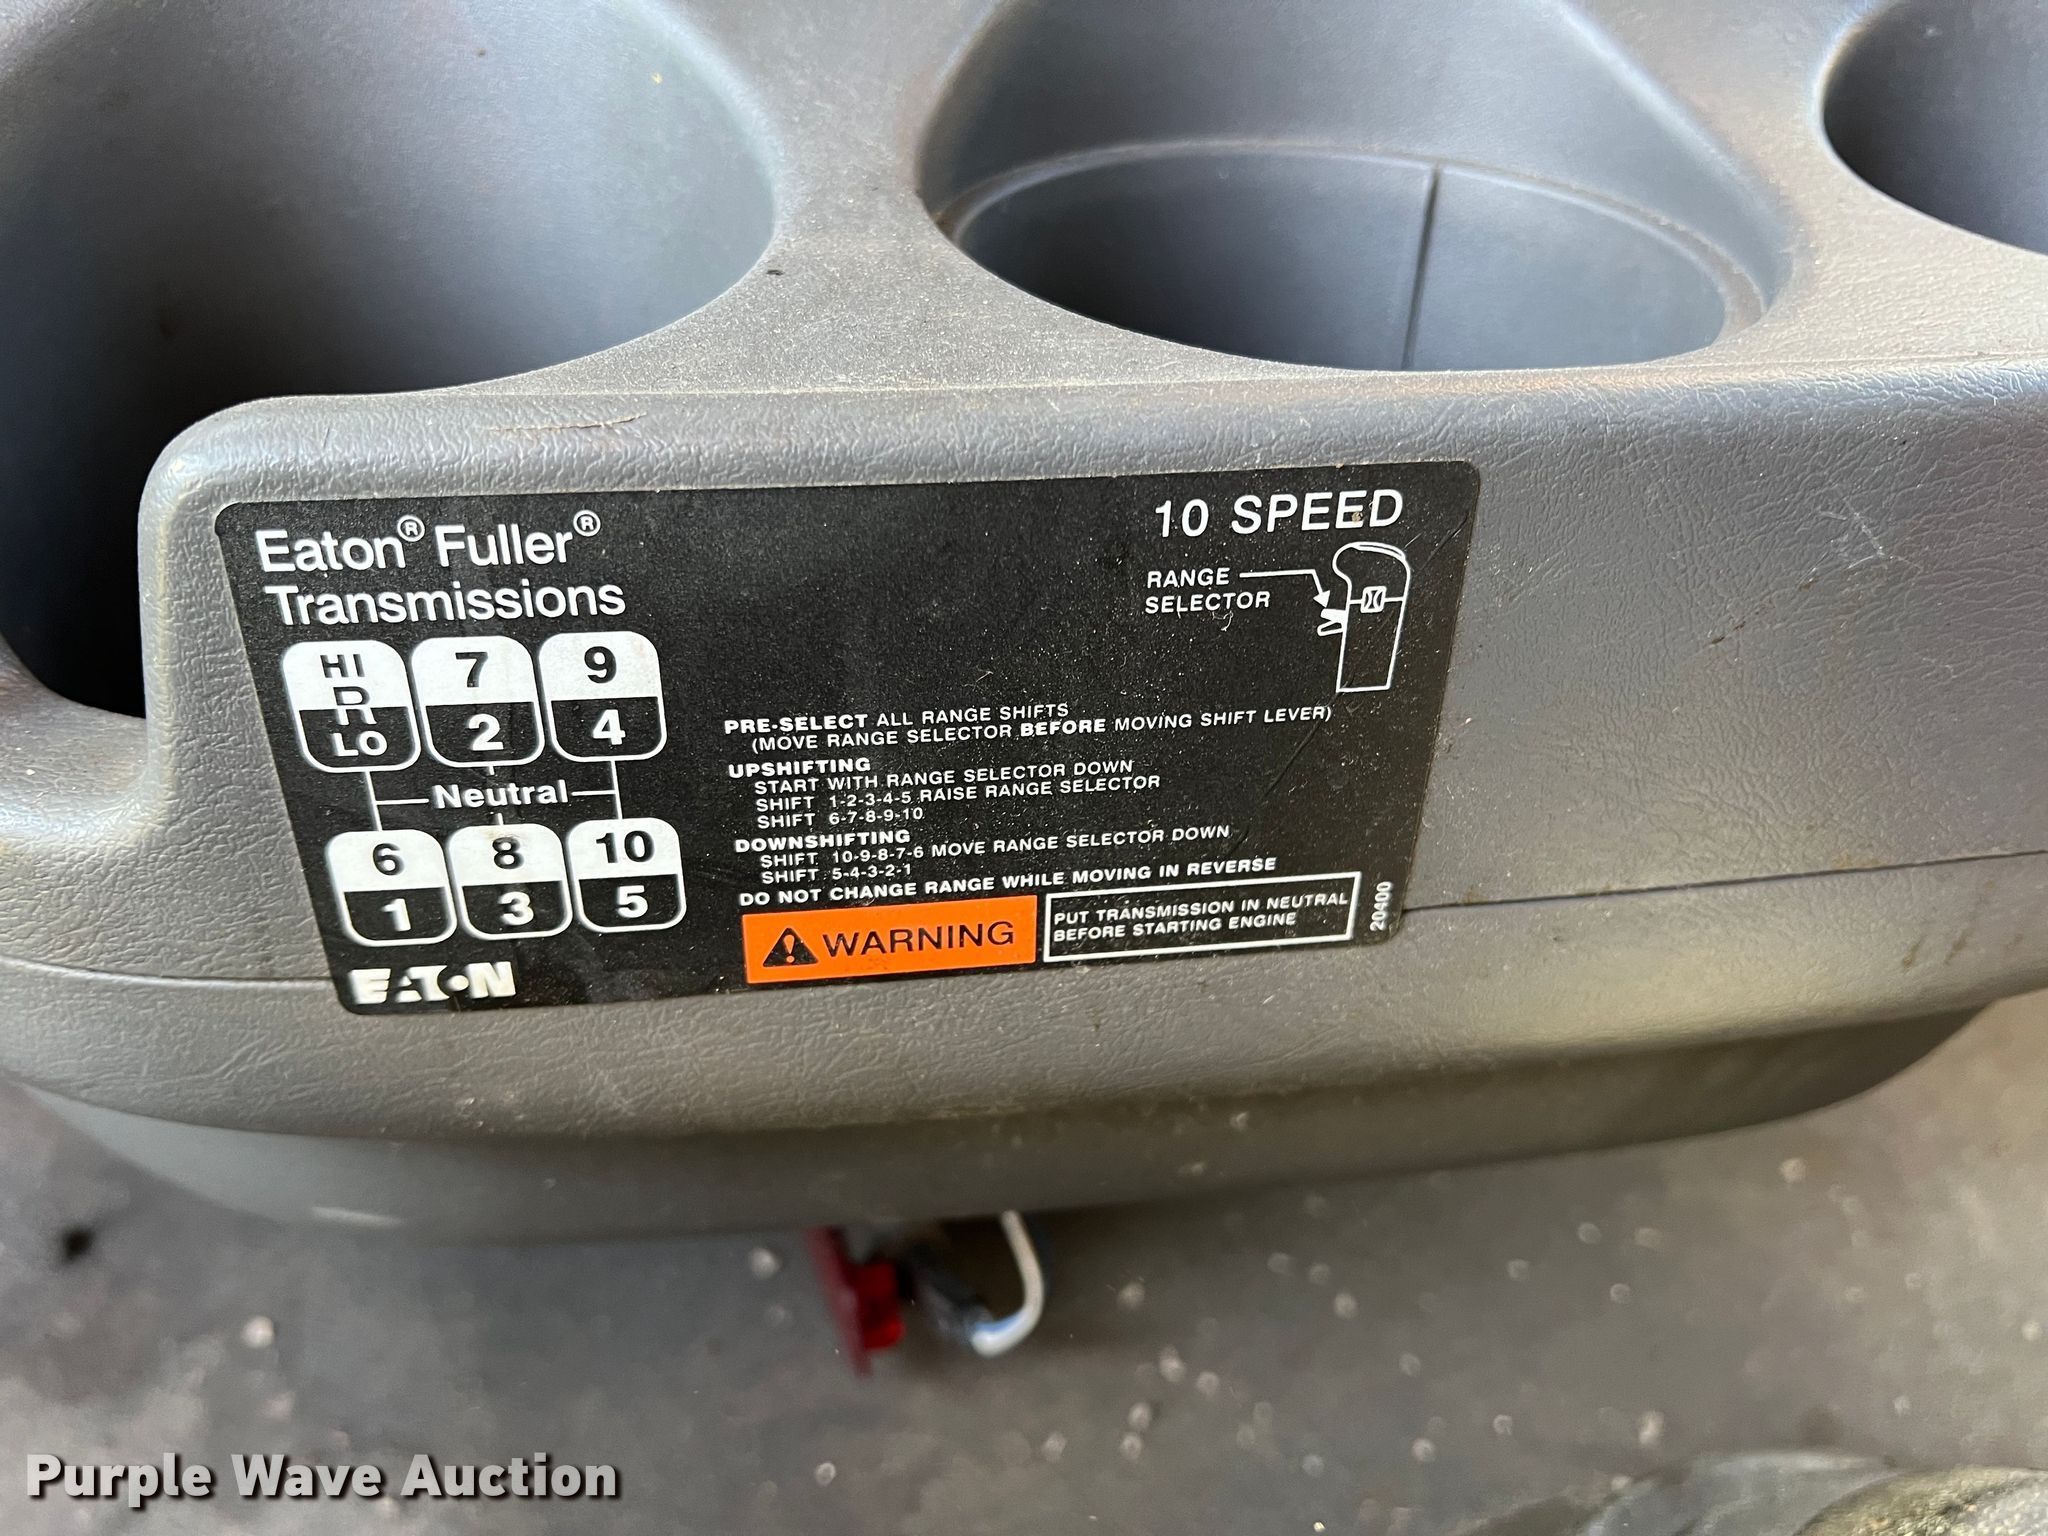 Eaton® Fuller®
Transmissions
10 SPEED
RANGE
SELECTOR
HI
R
LO
7
2
9
4
Neutral
6
1
8
3
10
5
EATON
PRE-SELECT ALL RANGE SHIFTS
(MOVE RANGE SELECTOR BEFORE MOVING SHIFT LEVER)
UPSHIFTING
START WITH RANGE SELECTOR DOWN
SHIFT 1-2-3-4-5 RAISE RANGE SELECTOR
SHIFT 6-7-8-9-10
DOWNSHIFTING
SHIFT 10-9-8-7-6 MOVE RANGE SELECTOR DOWN
SHIFT 5-4-3-2-1
DO NOT CHANGE RANGE WHILE MOVING IN REVERSE
WARNING
PUT TRANSMISSION IN NEUTRAL
BEFORE STARTING ENGINE
20400
Purple Wave Auction